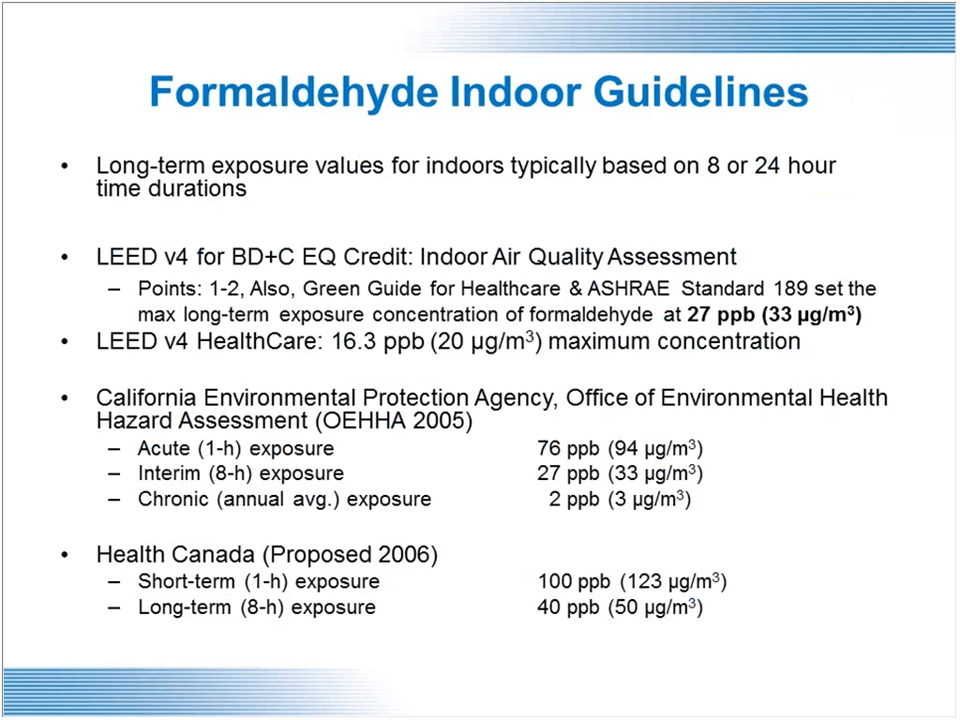 Formaldehyde Indoor Guidelines
• Long-term exposure values for indoors typically based on 8 or 24 hour
time durations
• LEED v4 for BD+C EQ Credit: Indoor Air Quality Assessment
– Points: 1-2, Also, Green Guide for Healthcare & ASHRAE Standard 189 set the
max long-term exposure concentration of formaldehyde at 27 ppb (33 µg/m³)
• LEED v4 HealthCare: 16.3 ppb (20 µg/m³) maximum concentration
• California Environmental Protection Agency, Office of Environmental Health
Hazard Assessment (OEHHA 2005)
– Acute (1-h) exposure 76 ppb (94 µg/m³)
– Interim (8-h) exposure 27 ppb (33 µg/m³)
– Chronic (annual avg.) exposure 2 ppb (3 µg/m³)
• Health Canada (Proposed 2006)
– Short-term (1-h) exposure 100 ppb (123 µg/m³)
– Long-term (8-h) exposure 40 ppb (50 µg/m³)